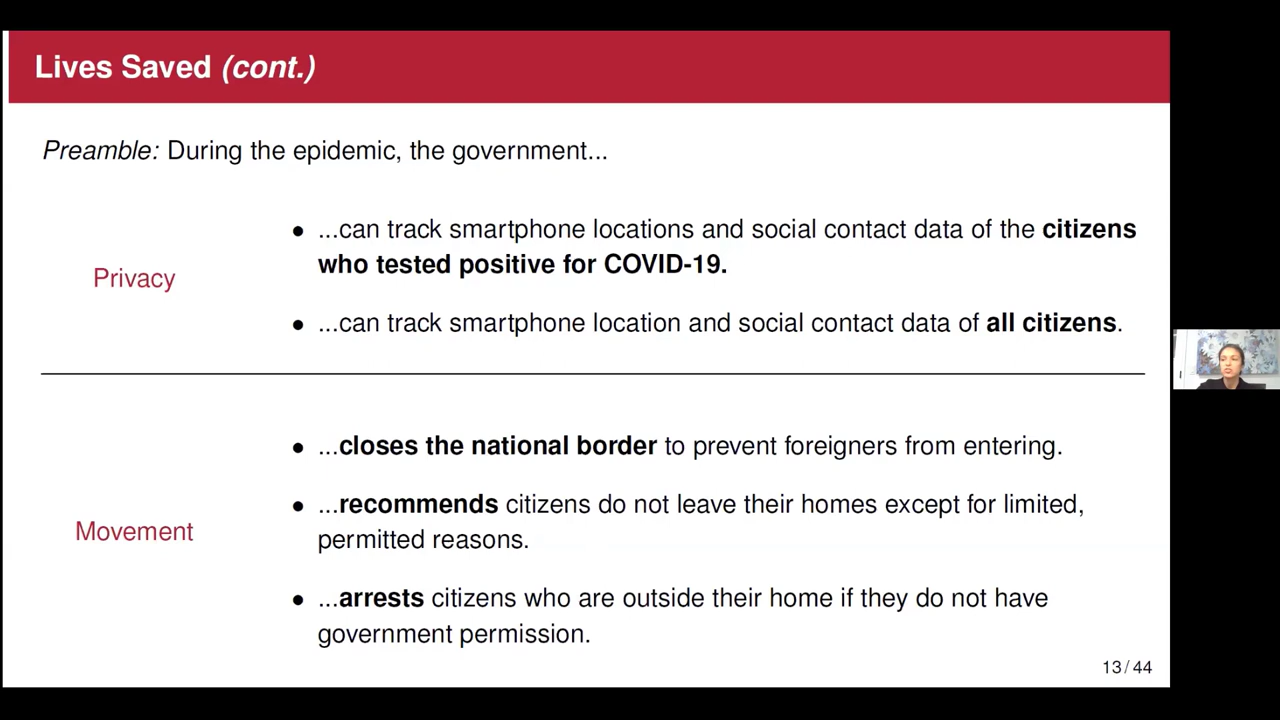 Lives Saved (cont.)
Preamble: During the epidemic, the government...
Privacy
● ...can track smartphone locations and social contact data of the citizens
who tested positive for COVID-19.
● ...can track smartphone location and social contact data of all citizens.
Movement
● ...closes the national border to prevent foreigners from entering.
● ...recommends citizens do not leave their homes except for limited,
permitted reasons.
● ...arrests citizens who are outside their home if they do not have
government permission.
13 / 44